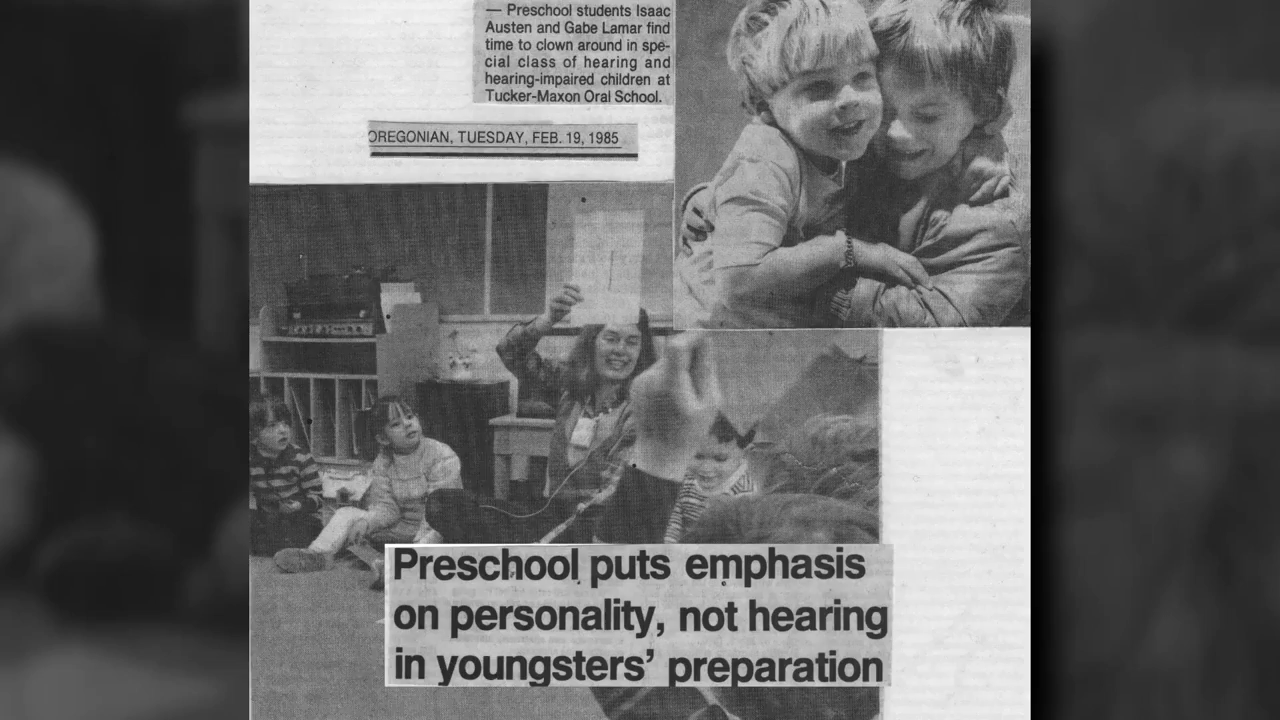 — Preschool students Isaac
Austen and Gabe Lamar find
time to clown around in spe-
cial class of hearing and
hearing-impaired children at
Tucker-Maxon Oral School.
OREGONIAN, TUESDAY, FEB. 19, 1985
Preschool puts emphasis
on personality, not hearing
in youngsters’ preparation